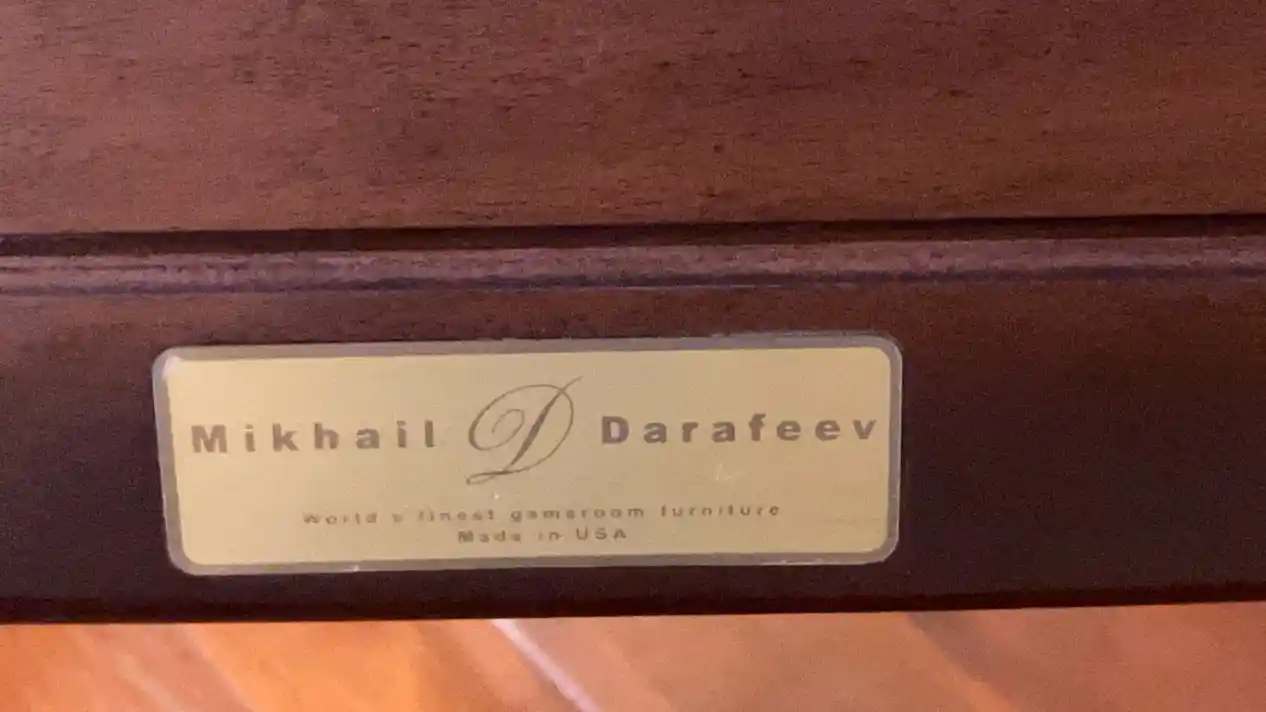 Mikhail D Darafeev
World's finest gameroom furniture
Made in USA